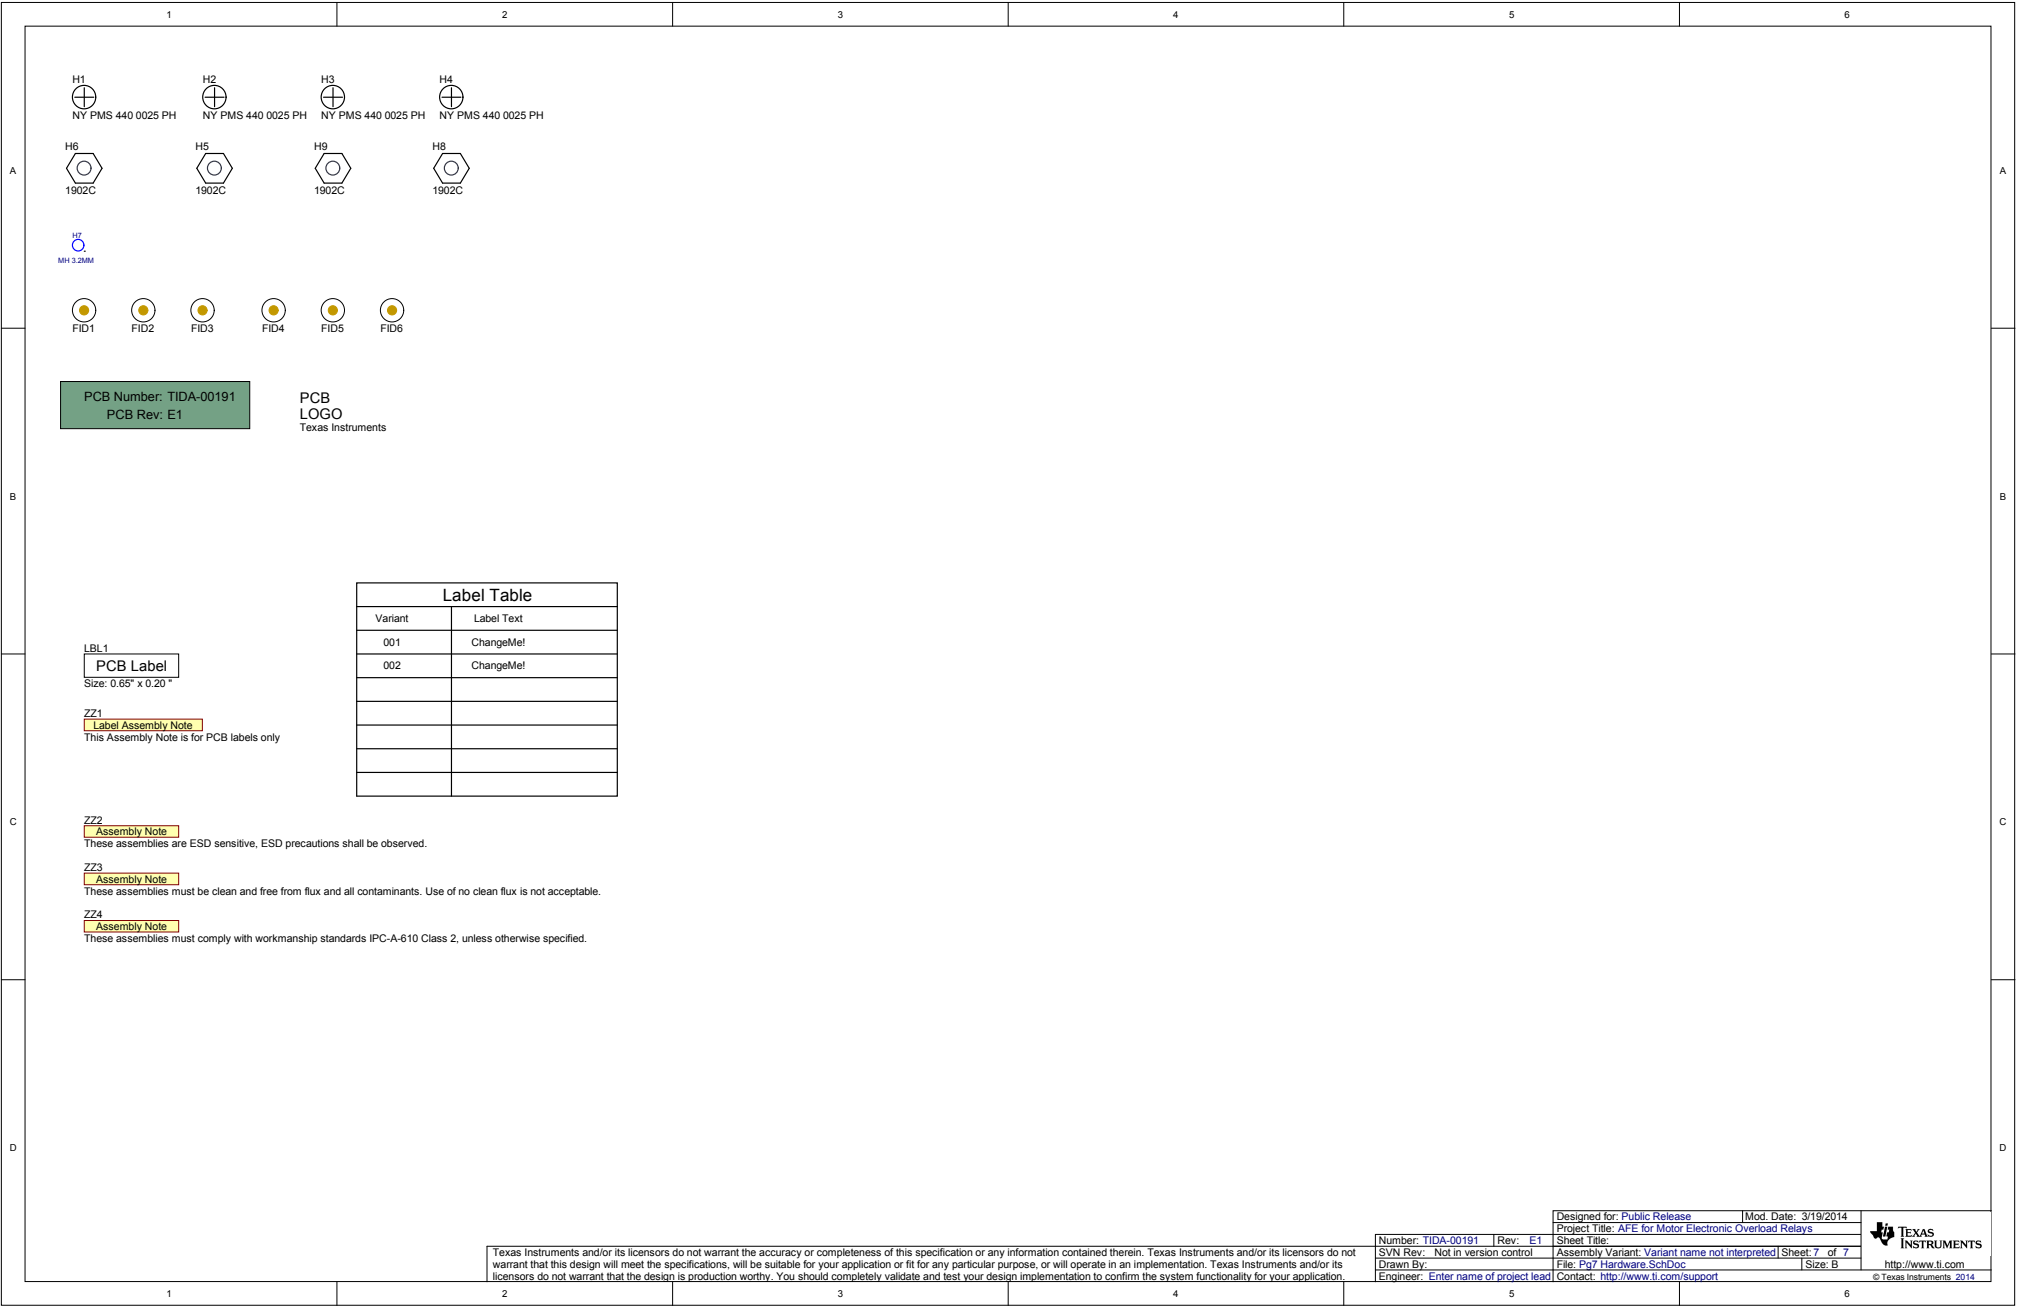 1 2 3 4 5 6
H1 H2 H3 H4
NY PMS 440 0025 PH NY PMS 440 0025 PH NY PMS 440 0025 PH NY PMS 440 0025 PH
H6 H5 H9 H8
A A
1902C 1902C 1902C 1902C
H7
MH 3.2MM
FID1 FID2 FID3 FID4 FID5 FID6
PCB Number: TIDA-00191
PCB Rev: E1
PCB
LOGO
Texas Instruments
B B
Label Table
Variant Label Text
001 ChangeMe!
002 ChangeMe!
LBL1
PCB Label
Size: 0.65" x 0.20 "
ZZ1
Label Assembly Note
This Assembly Note is for PCB labels only
C C
ZZ2
Assembly Note
These assemblies are ESD sensitive, ESD precautions shall be observed.
ZZ3
Assembly Note
These assemblies must be clean and free from flux and all contaminants. Use of no clean flux is not acceptable.
ZZ4
Assembly Note
These assemblies must comply with workmanship standards IPC-A-610 Class 2, unless otherwise specified.
D D
Texas Instruments and/or its licensors do not warrant the accuracy or completeness of this specification or any information contained therein. Texas Instruments and/or its licensors do not
warrant that this design will meet the specifications, will be suitable for your application or fit for any particular purpose, or will operate in an implementation. Texas Instruments and/or its
licensors do not warrant that the design is production worthy. You should completely validate and test your design implementation to confirm the system functionality for your application.
Designed for: Public Release Mod. Date: 3/19/2014
Project Title: AFE for Motor Electronic Overload Relays
Number: TIDA-00191 Rev: E1 Sheet Title:
SVN Rev: Not in version control Assembly Variant: Variant name not interpreted Sheet: 7 of 7
Drawn By: File: Pg7 Hardware.SchDoc Size: B
Engineer: Enter name of project lead Contact: http://www.ti.com/support
TEXAS
INSTRUMENTS
http://www.ti.com
© Texas Instruments 2014
1 2 3 4 5 6